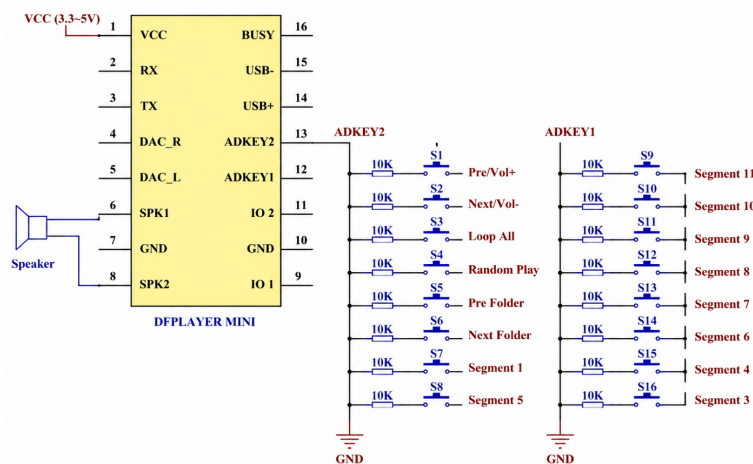 VCC (3.3~5V)
1 VCC BUSY 16
2 RX USB- 15
3 TX USB+ 14
4 DAC_R ADKEY2 13
5 DAC_L ADKEY1 12
6 SPK1 IO 2 11
7 GND GND 10
8 SPK2 IO 1 9
Speaker
DFPLAYER MINI
ADKEY2
10K S1 Pre/Vol+
10K S2 Next/Vol-
10K S3 Loop All
10K S4 Random Play
10K S5 Pre Folder
10K S6 Next Folder
10K S7 Segment 1
10K S8 Segment 5
GND
ADKEY1
10K S9 Segment 11
10K S10 Segment 10
10K S11 Segment 9
10K S12 Segment 8
10K S13 Segment 7
10K S14 Segment 6
10K S15 Segment 4
10K S16 Segment 3
GND